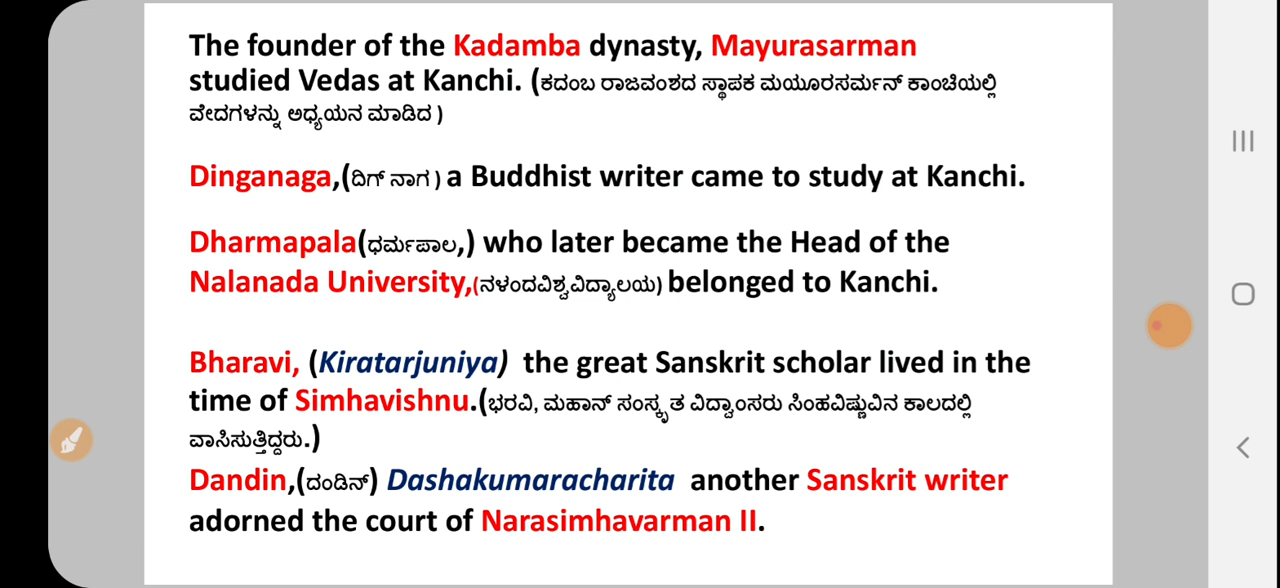 The founder of the Kadamba dynasty, Mayurasarman
studied Vedas at Kanchi. (ಕದಂಬ ರಾಜವಂಶದ ಸ್ಥಾಪಕ ಮಯೂರಸರ್ಮನ್ ಕಾಂಚಿಯಲ್ಲಿ
ವೇದಗಳನ್ನು ಅಧ್ಯಯನ ಮಾಡಿದ )
Dinganaga,(ದಿಗ್ ನಾಗ ) a Buddhist writer came to study at Kanchi.
Dharmapala(ಧರ್ಮಪಾಲ,) who later became the Head of the
Nalanada University,(ನಳಂದವಿಶ್ವವಿದ್ಯಾಲಯ) belonged to Kanchi.
Bharavi, (Kiratarjuniya) the great Sanskrit scholar lived in the
time of Simhavishnu.(ಭರವಿ, ಮಹಾನ್ ಸಂಸ್ಕೃತ ವಿದ್ವಾಂಸರು ಸಿಂಹವಿಷ್ಣುವಿನ ಕಾಲದಲ್ಲಿ
ವಾಸಿಸುತ್ತಿದ್ದರು.)
Dandin,(ದಂಡಿನ್) Dashakumaracharita another Sanskrit writer
adorned the court of Narasimhavarman II.